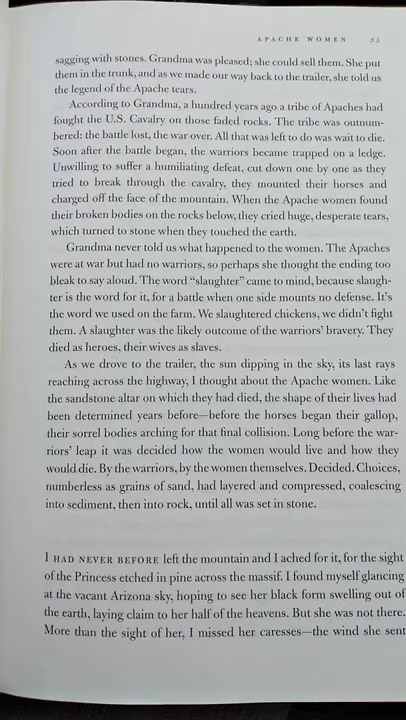 APACHE WOMEN 35
sagging with stones. Grandma was pleased; she could sell them. She put
them in the trunk, and as we made our way back to the trailer, she told us
the legend of the Apache tears.
According to Grandma, a hundred years ago a tribe of Apaches had
fought the U.S. Cavalry on those faded rocks. The tribe was outnum-
bered: the battle lost, the war over. All that was left to do was wait to die.
Soon after the battle began, the warriors became trapped on a ledge.
Unwilling to suffer a humiliating defeat, cut down one by one as they
tried to break through the cavalry, they mounted their horses and
charged off the face of the mountain. When the Apache women found
their broken bodies on the rocks below, they cried huge, desperate tears,
which turned to stone when they touched the earth.
Grandma never told us what happened to the women. The Apaches
were at war but had no warriors, so perhaps she thought the ending too
bleak to say aloud. The word “slaughter” came to mind, because slaugh-
ter is the word for it, for a battle when one side mounts no defense. It’s
the word we used on the farm. We slaughtered chickens, we didn’t fight
them. A slaughter was the likely outcome of the warriors’ bravery. They
died as heroes, their wives as slaves.
As we drove to the trailer, the sun dipping in the sky, its last rays
reaching across the highway, I thought about the Apache women. Like
the sandstone altar on which they had died, the shape of their lives had
been determined years before—before the horses began their gallop,
their sorrel bodies arching for that final collision. Long before the war-
riors’ leap it was decided how the women would live and how they
would die. By the warriors, by the women themselves. Decided. Choices,
numberless as grains of sand, had layered and compressed, coalescing
into sediment, then into rock, until all was set in stone.
I HAD NEVER BEFORE left the mountain and I ached for it, for the sight
of the Princess etched in pine across the massif. I found myself glancing
at the vacant Arizona sky, hoping to see her black form swelling out of
the earth, laying claim to her half of the heavens. But she was not there.
More than the sight of her, I missed her caresses—the wind she sent